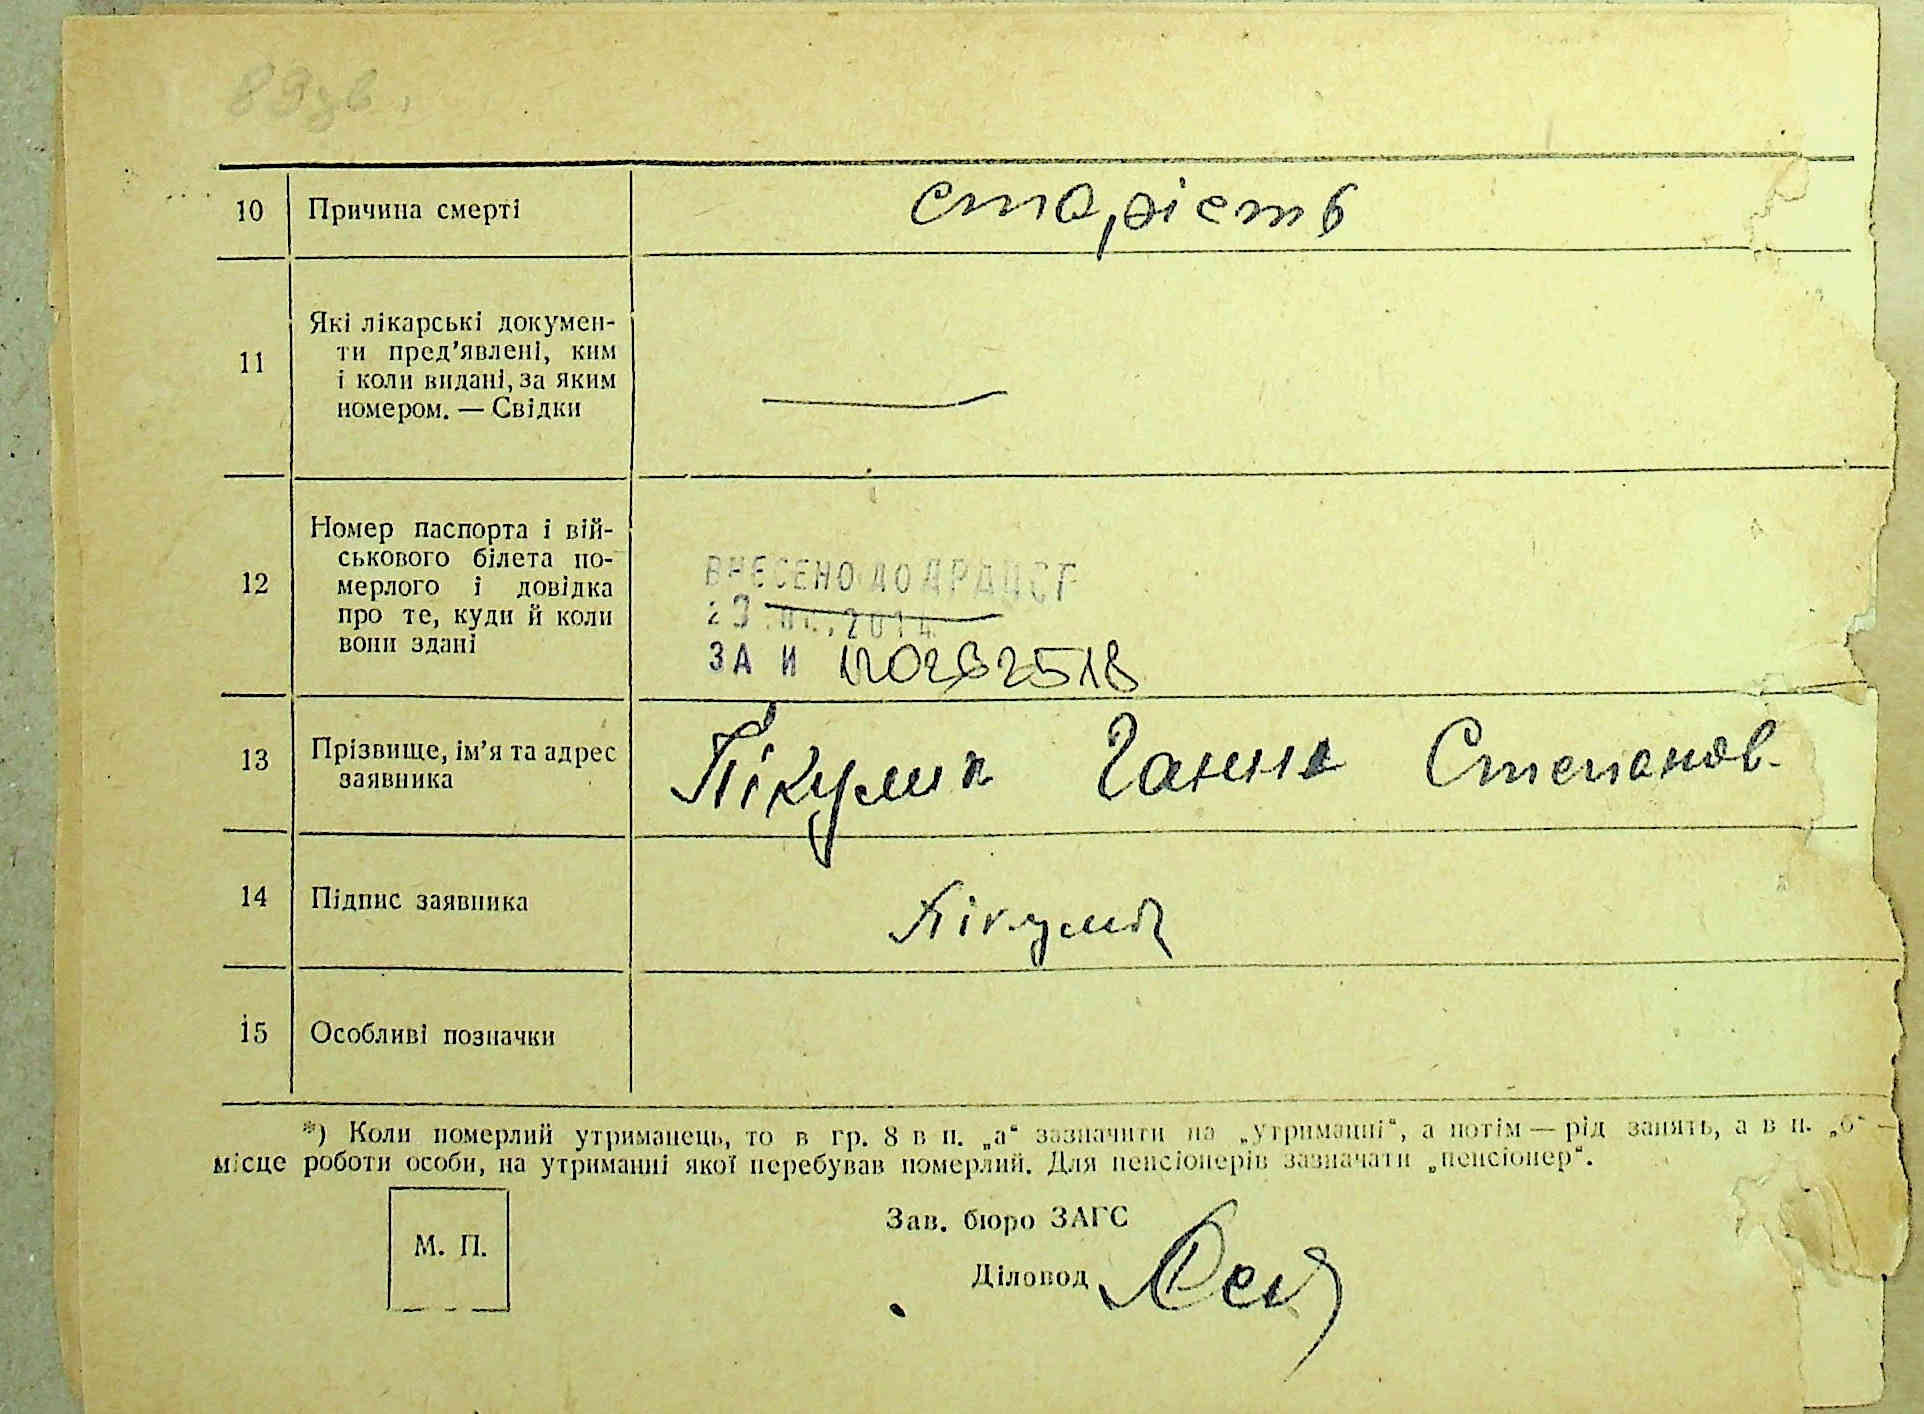 89зв.
10 Причина смерті старість
11 Які лікарські докумен-
ти пред'явлені, ким
і коли видані, за яким
номером. — Свідки
12 Номер паспорта і вій-
ськового білета по-
мерлого і довідка
про те, куди й коли
вони здані
ВНЕСЕНО ДО ДРАЦСГ
2014
ЗА И
13 Прізвище, ім'я та адрес
заявника
Ганна Степанов.
14 Підпис заявника
15 Особливі позначки
*) Коли померлий утриманець, то в гр. 8 в п. „а“ зазначити на „утриманні“, а потім — рід занять, а в п. „б“ —
місце роботи особи, на утриманні якої перебував померлий. Для пенсіонерів зазначати „пенсіонер“.
М. П.
Зав. бюро ЗАГС
Діловод